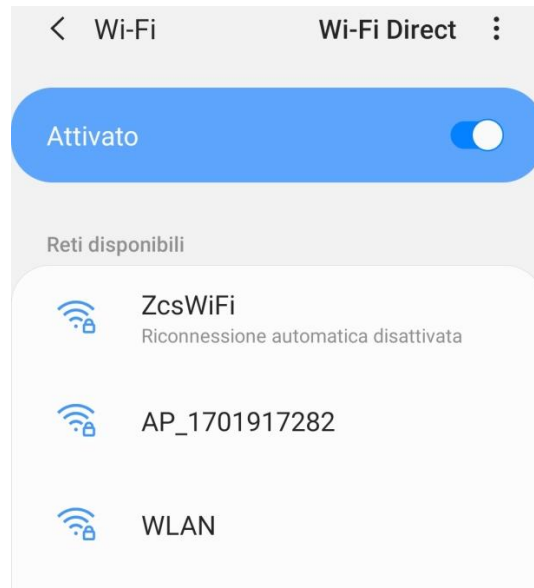 Wi-Fi Wi-Fi Direct
Attivato
Reti disponibili
ZcsWiFi
Riconnessione automatica disattivata
AP_1701917282
WLAN